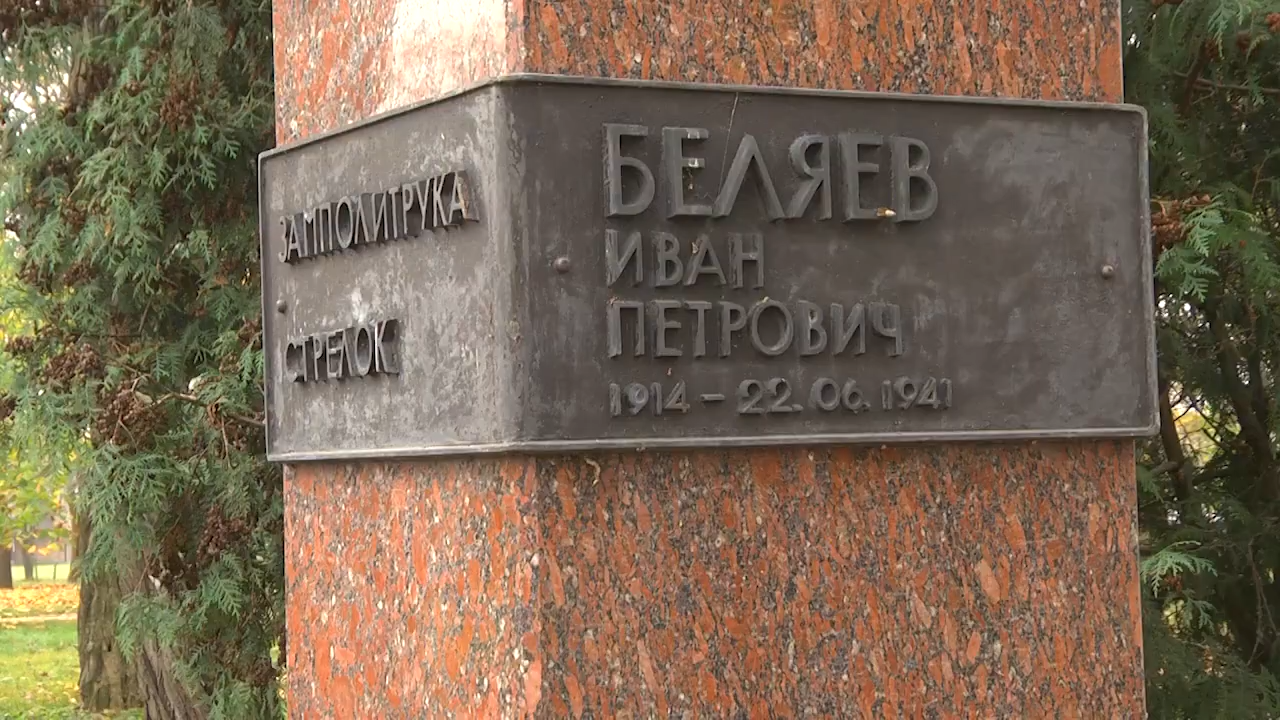 ЗАМПОЛИТРУКА
СТРЕЛОК
БЕЛЯЕВ
ИВАН
ПЕТРОВИЧ
1914 – 22.06.1941